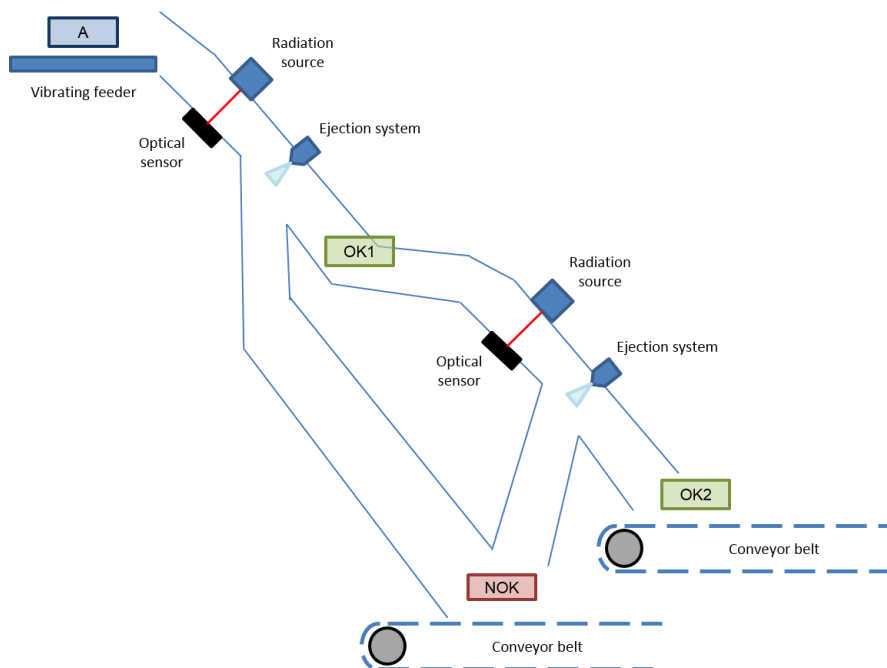 A
Vibrating feeder
Radiation
source
Optical
sensor
Ejection system
OK1
Radiation
source
Optical
sensor
Ejection system
OK2
Conveyor belt
NOK
Conveyor belt